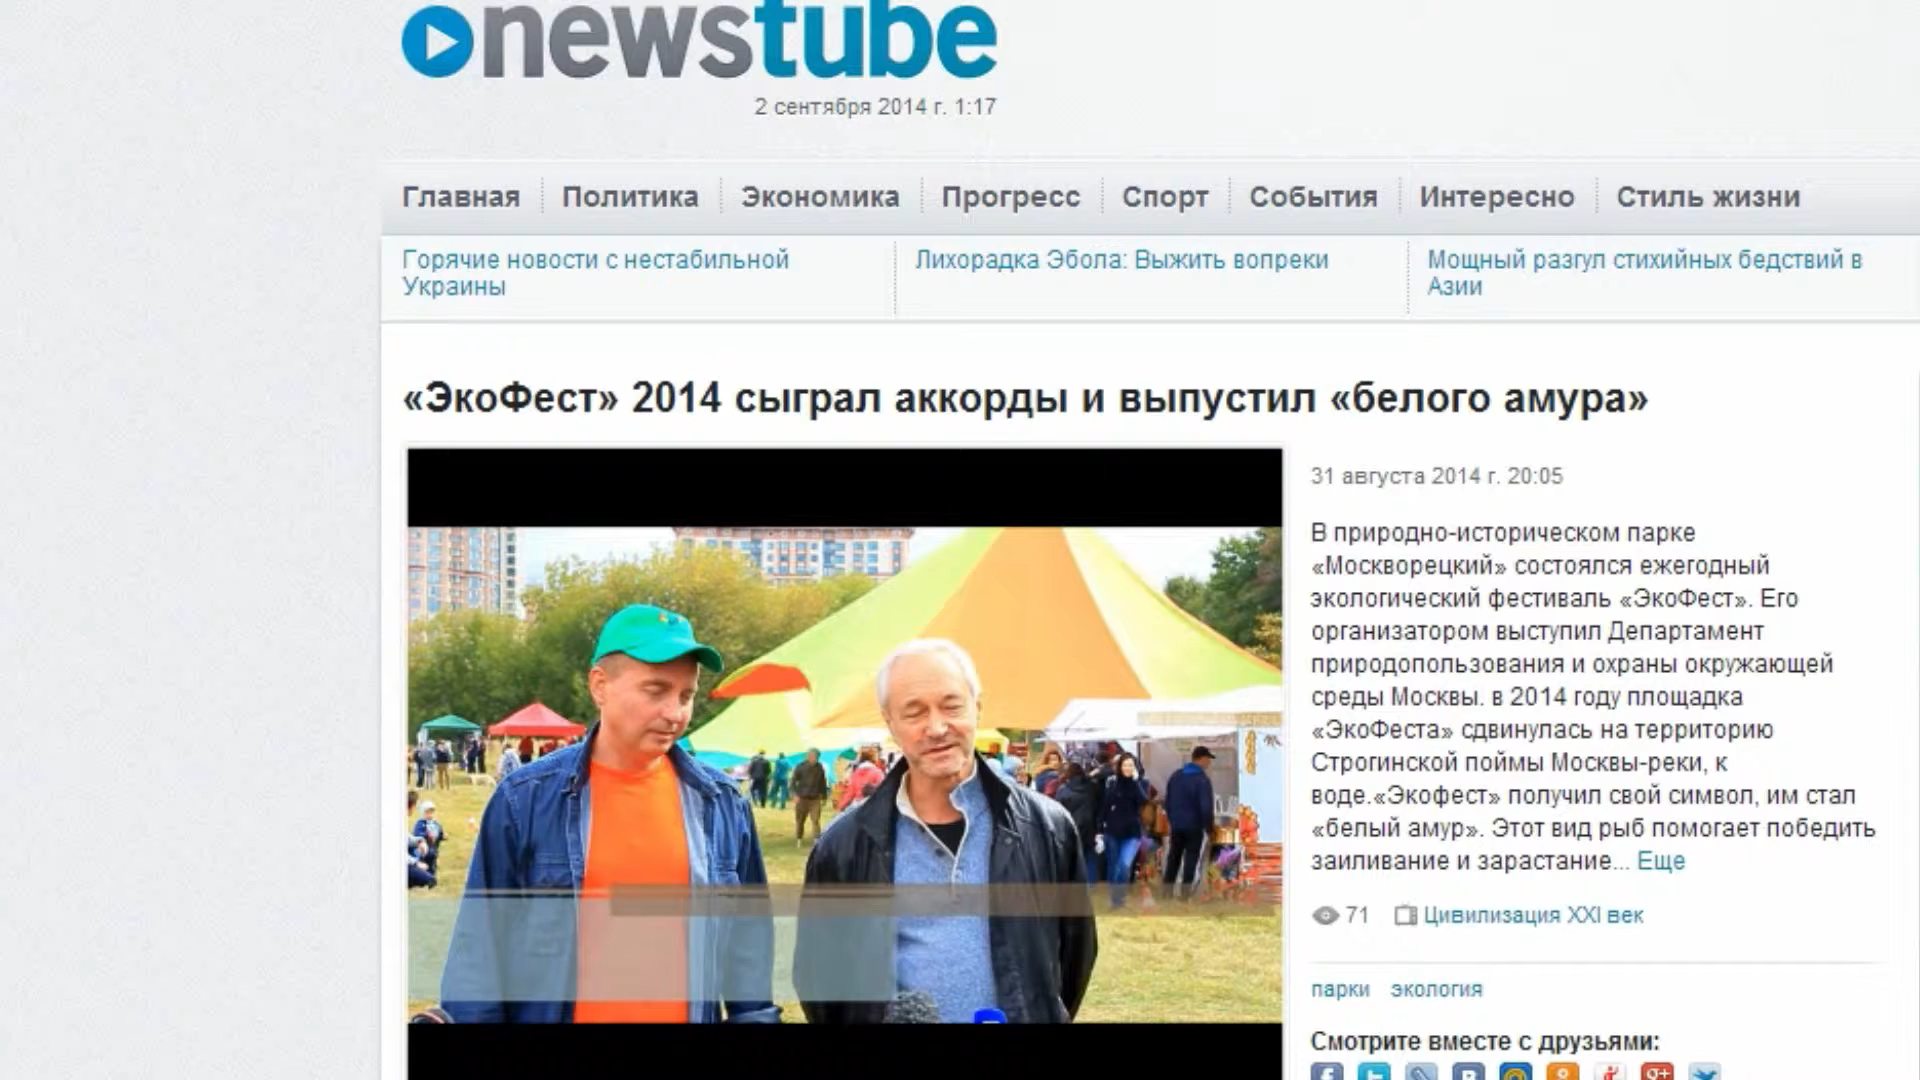 newstube
2 сентября 2014 г. 1:17
Главная Политика Экономика Прогресс Спорт События Интересно Стиль жизни
Горячие новости с нестабильной
Украины
Лихорадка Эбола: Выжить вопреки
Мощный разгул стихийных бедствий в
Азии
«ЭкоФест» 2014 сыграл аккорды и выпустил «белого амура»
31 августа 2014 г. 20:05
В природно-историческом парке
«Москворецкий» состоялся ежегодный
экологический фестиваль «ЭкоФест». Его
организатором выступил Департамент
природопользования и охраны окружающей
среды Москвы. в 2014 году площадка
«ЭкоФеста» сдвинулась на территорию
Строгинской поймы Москвы-реки, к
воде.«Экофест» получил свой символ, им стал
«белый амур». Этот вид рыб помогает победить
заиливание и зарастание... Еще
71 Цивилизация XXI век
парки экология
Смотрите вместе с друзьями: